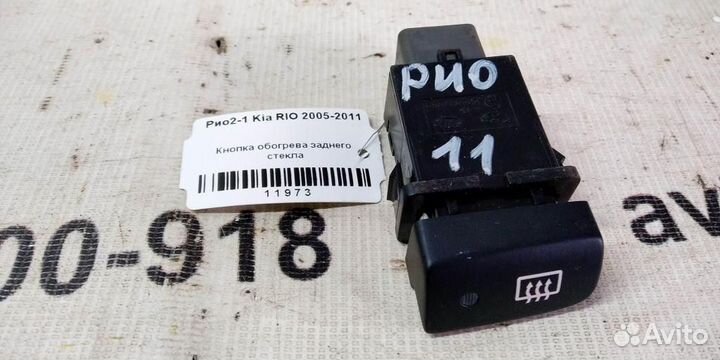 Рио2-1 Kia RIO 2005-2011
Кнопка обогрева заднего
стекла
11973
РИО
11
00-918
av
Avito